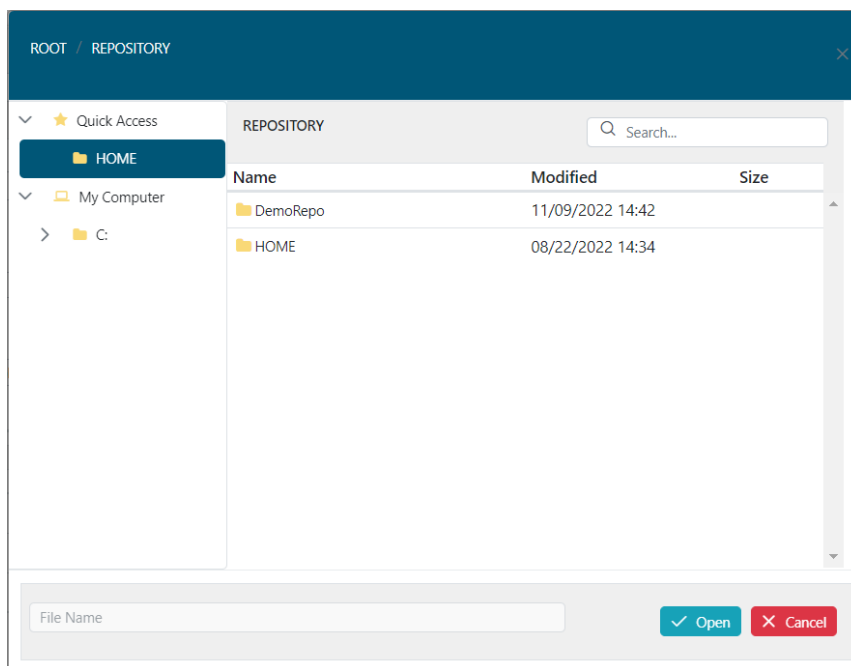 ROOT / REPOSITORY
Quick Access
HOME
My Computer
C:
REPOSITORY
Search...
Name Modified Size
DemoRepo 11/09/2022 14:42
HOME 08/22/2022 14:34
File Name
Open
Cancel